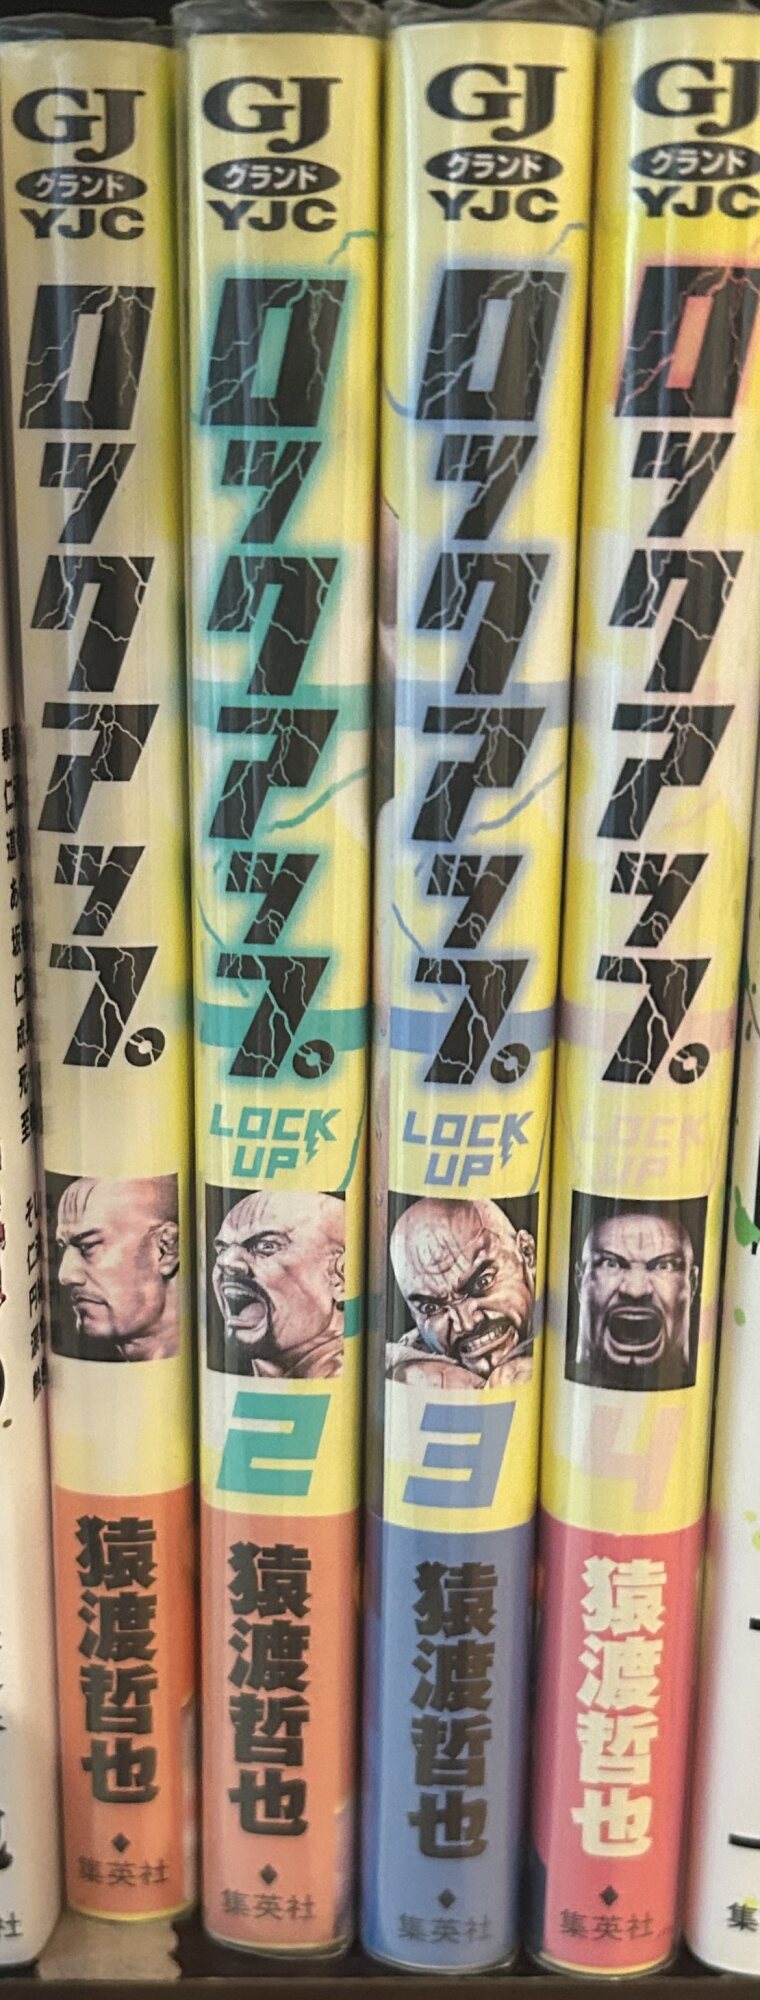 GJ
グランド
YJC
ロックアップ
猿渡哲也
集英社
GJ
グランド
YJC
ロックアップ
LOCK
UP
2
猿渡哲也
集英社
GJ
グランド
YJC
ロックアップ
LOCK
UP
3
猿渡哲也
集英社
GJ
グランド
YJC
ロックアップ
LOCK
UP
4
猿渡哲也
集英社
社
集